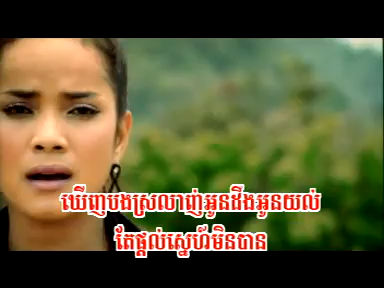 ឃើញបងស្រលាញ់អូនដឹងអូនយល់
តែផ្ដល់ស្នេហ៍មិនបាន